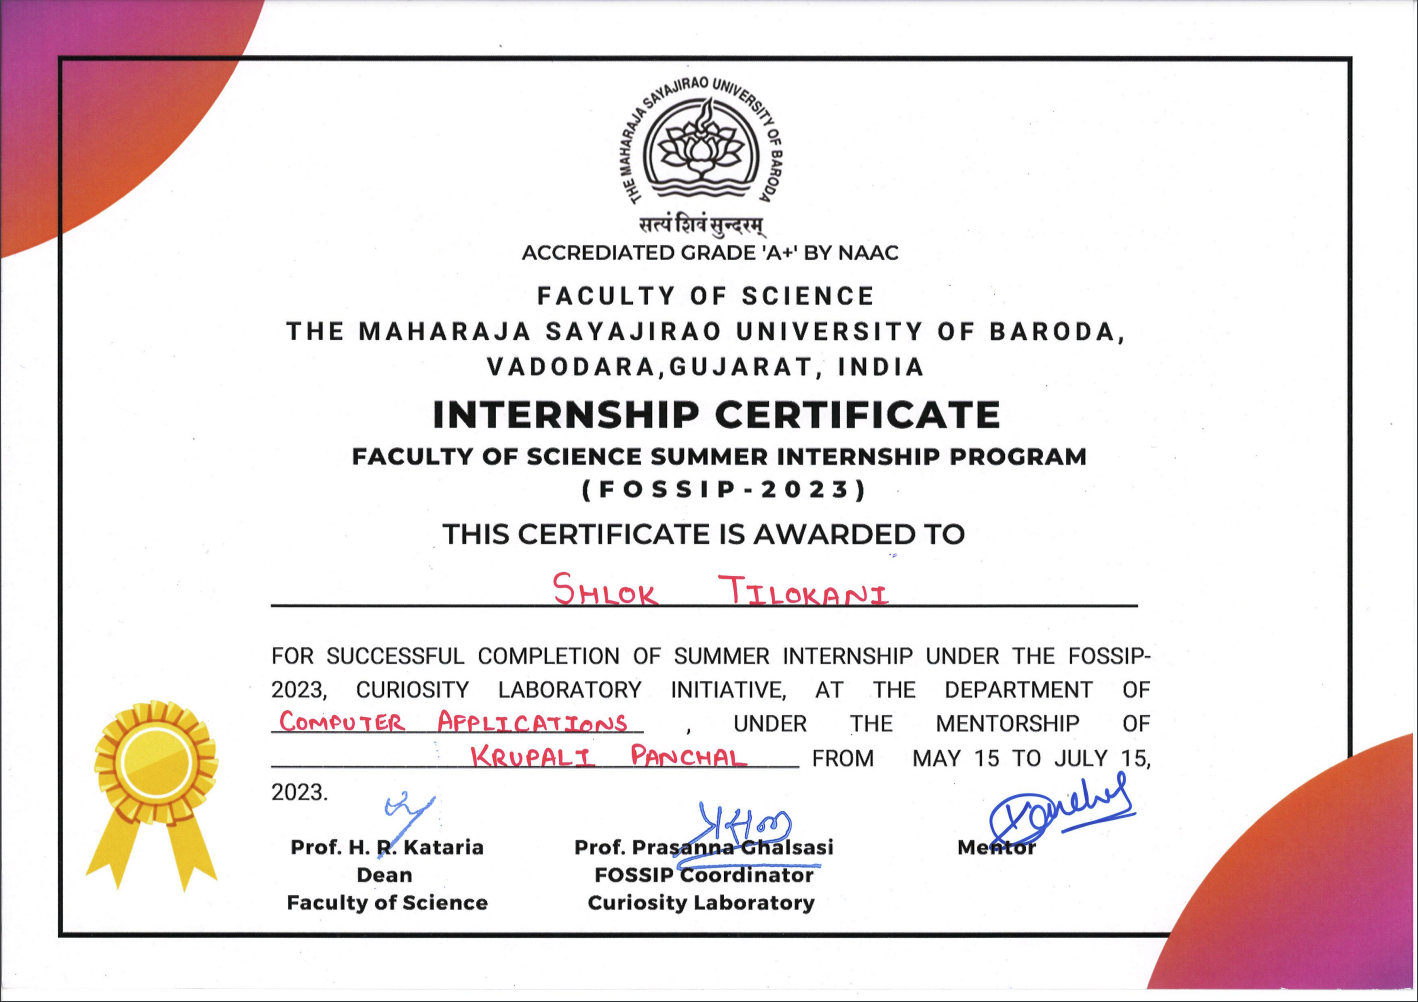 THE MAHARAJA SAYAJIRAO UNIVERSITY OF BARODA
सत्यं शिवं सुन्दरम्
ACCREDIATED GRADE 'A+' BY NAAC
FACULTY OF SCIENCE
THE MAHARAJA SAYAJIRAO UNIVERSITY OF BARODA,
VADODARA,GUJARAT, INDIA
INTERNSHIP CERTIFICATE
FACULTY OF SCIENCE SUMMER INTERNSHIP PROGRAM
(FOSSIP-2023)
THIS CERTIFICATE IS AWARDED TO
SHLOK TILOKANI
FOR SUCCESSFUL COMPLETION OF SUMMER INTERNSHIP UNDER THE FOSSIP-
2023, CURIOSITY LABORATORY INITIATIVE, AT THE DEPARTMENT OF
COMPUTER APPLICATIONS , UNDER THE MENTORSHIP OF
KRUPALI PANCHAL FROM MAY 15 TO JULY 15,
2023.
Prof. H. R. Kataria Prof. Prasanna Ghalsasi Mentor
Dean FOSSIP Coordinator
Faculty of Science Curiosity Laboratory